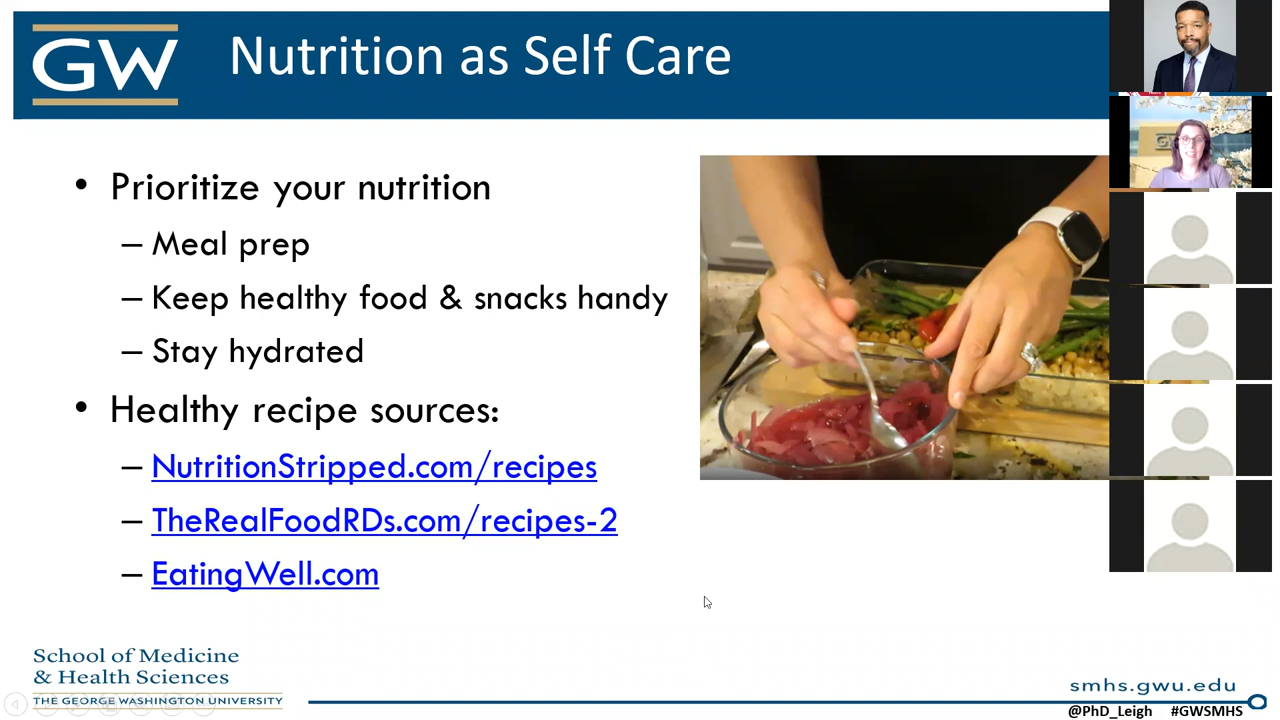 GW
Nutrition as Self Care
• Prioritize your nutrition
– Meal prep
– Keep healthy food & snacks handy
– Stay hydrated
• Healthy recipe sources:
– NutritionStripped.com/recipes
– TheRealFoodRDs.com/recipes-2
– EatingWell.com
School of Medicine
& Health Sciences
THE GEORGE WASHINGTON UNIVERSITY
smhs.gwu.edu
@PhD_Leigh #GWSMHS